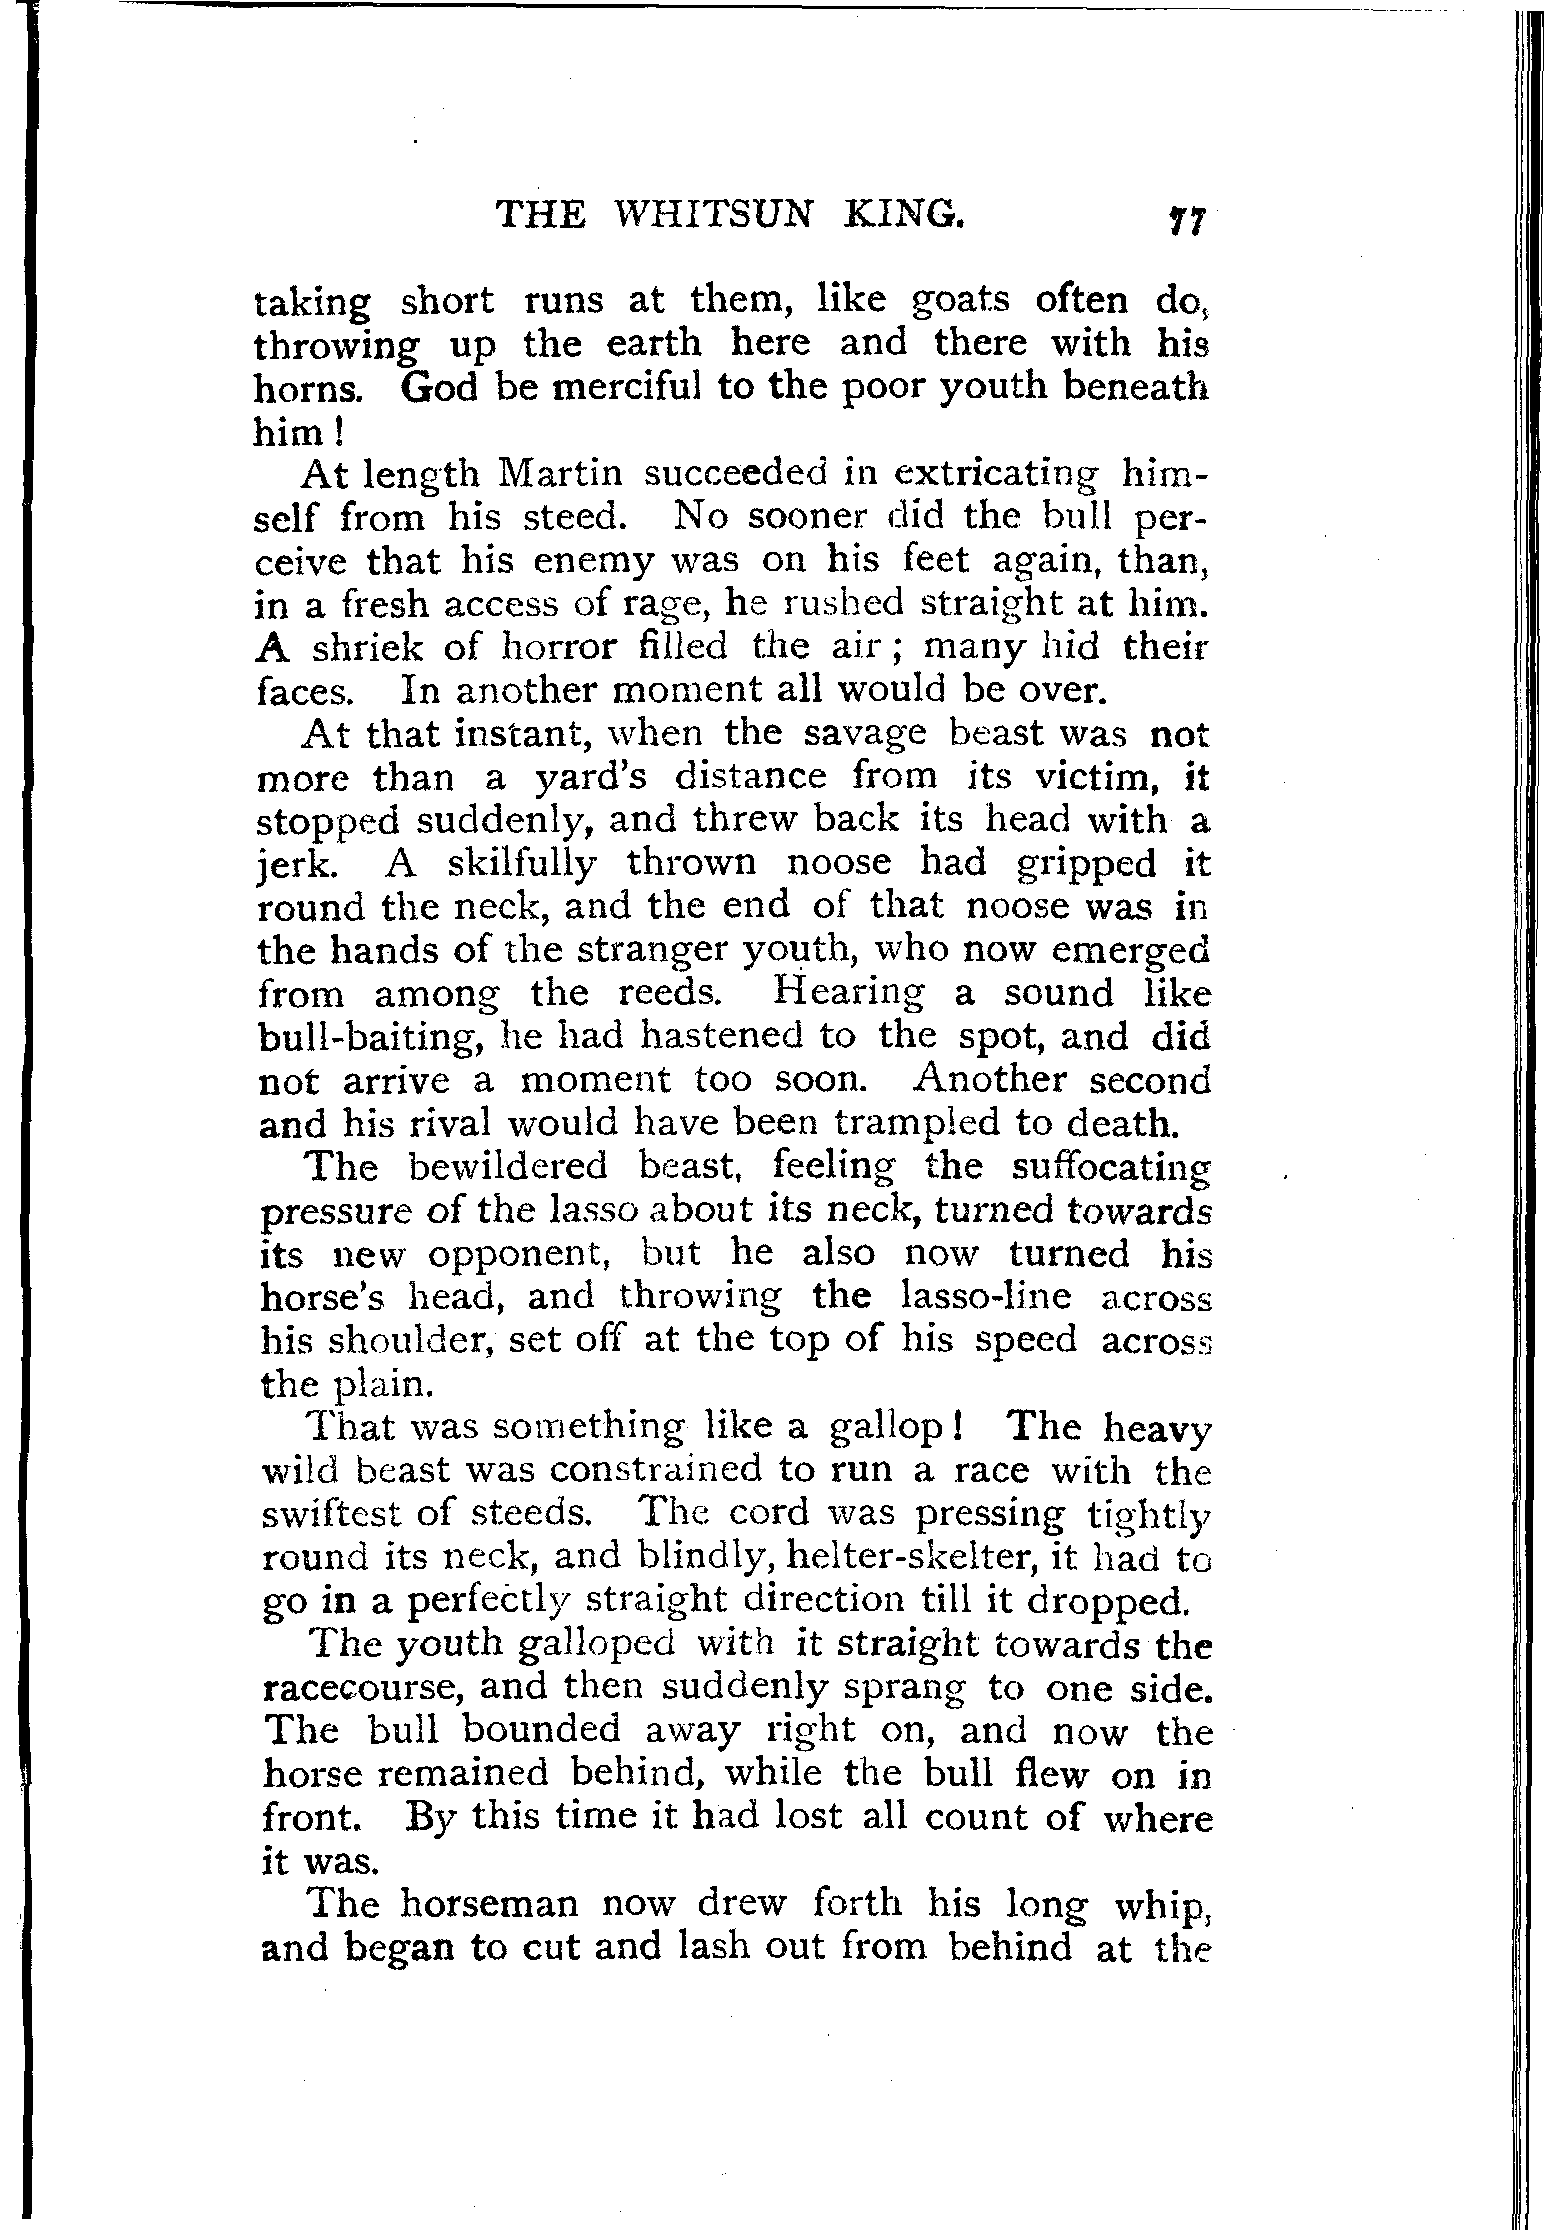 THE WHITSUN KING. 77
taking short runs at them, like goats often do,
throwing up the earth here and there with his
horns. God be merciful to the poor youth beneath
him !
At length Martin succeeded in extricating him-
self from his steed. No sooner did the bull per-
ceive that his enemy was on his feet again, than,
in a fresh access of rage, he rushed straight at him.
A shriek of horror filled the air ; many hid their
faces. In another moment all would be over.
At that instant, when the savage beast was not
more than a yard's distance from its victim, it
stopped suddenly, and threw back its head with a
jerk. A skilfully thrown noose had gripped it
round the neck, and the end of that noose was in
the hands of the stranger youth, who now emerged
from among the reeds. Hearing a sound like
bull-baiting, he had hastened to the spot, and did
not arrive a moment too soon. Another second
and his rival would have been trampled to death.
The bewildered beast, feeling the suffocating
pressure of the lasso about its neck, turned towards
its new opponent, but he also now turned his
horse's head, and throwing the lasso-line across
his shoulder, set off at the top of his speed across
the plain.
That was something like a gallop ! The heavy
wild beast was constrained to run a race with the
swiftest of steeds. The cord was pressing tightly
round its neck, and blindly, helter-skelter, it had to
go in a perfectly straight direction till it dropped.
The youth galloped with it straight towards the
racecourse, and then suddenly sprang to one side.
The bull bounded away right on, and now the
horse remained behind, while the bull flew on in
front. By this time it had lost all count of where
it was.
The horseman now drew forth his long whip,
and began to cut and lash out from behind at the